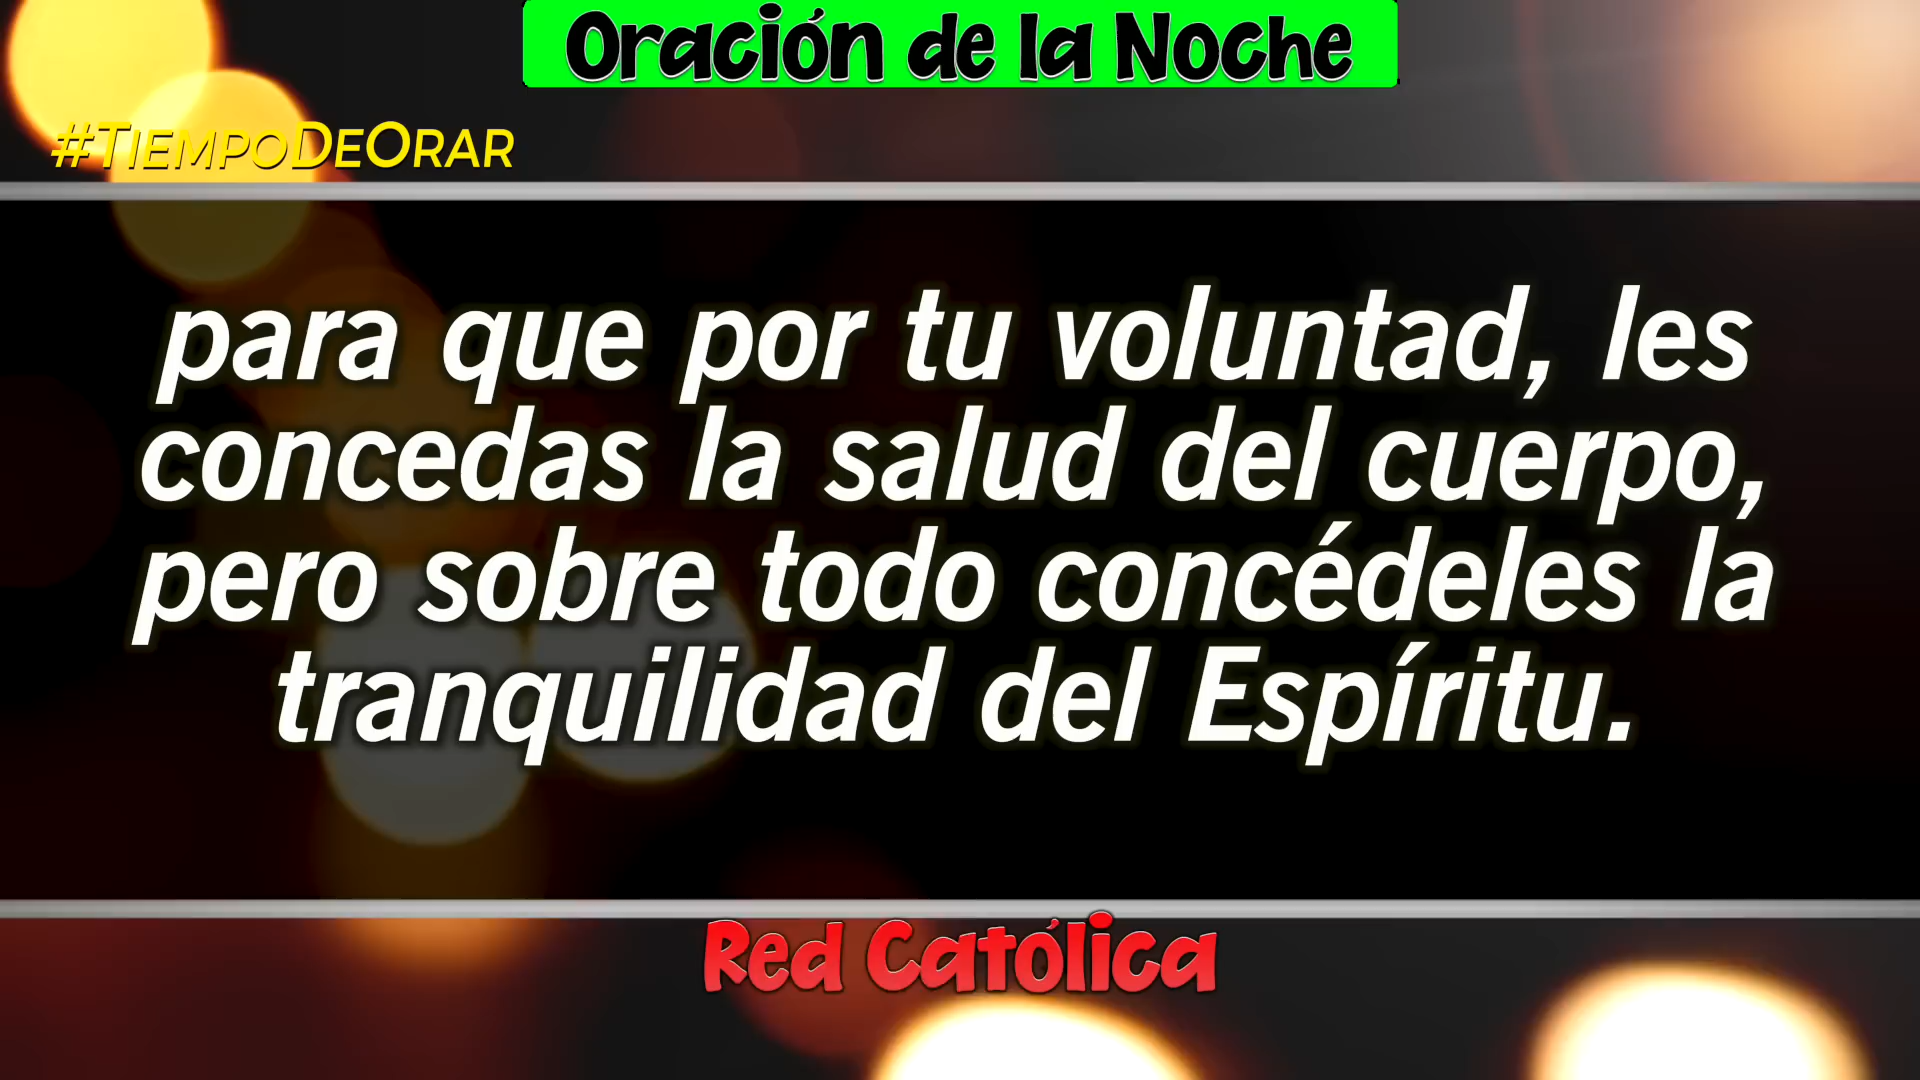 Oración de la Noche
#TiempoDeOrar
para que por tu voluntad, les
concedas la salud del cuerpo,
pero sobre todo concédeles la
tranquilidad del Espíritu.
Red Católica